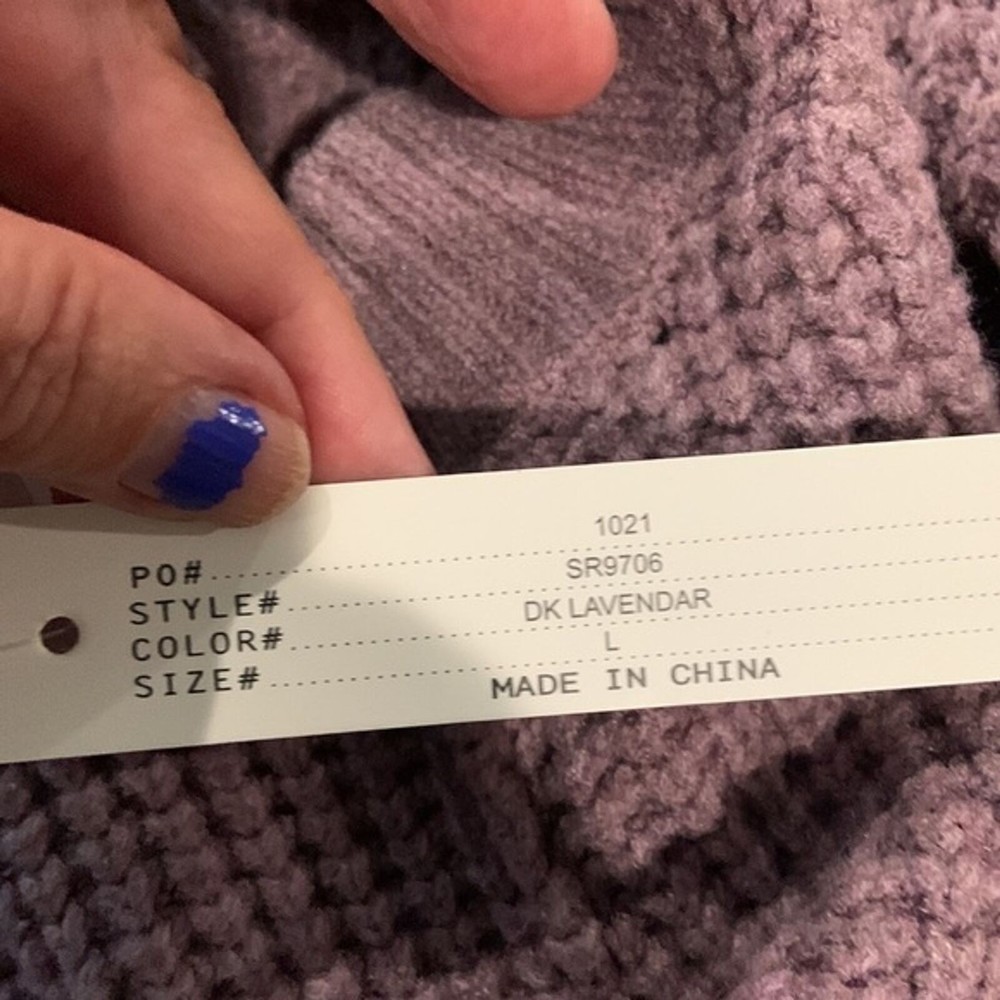 PO# 1021
STYLE# SR9706
COLOR# DK LAVENDAR
SIZE# L
MADE IN CHINA